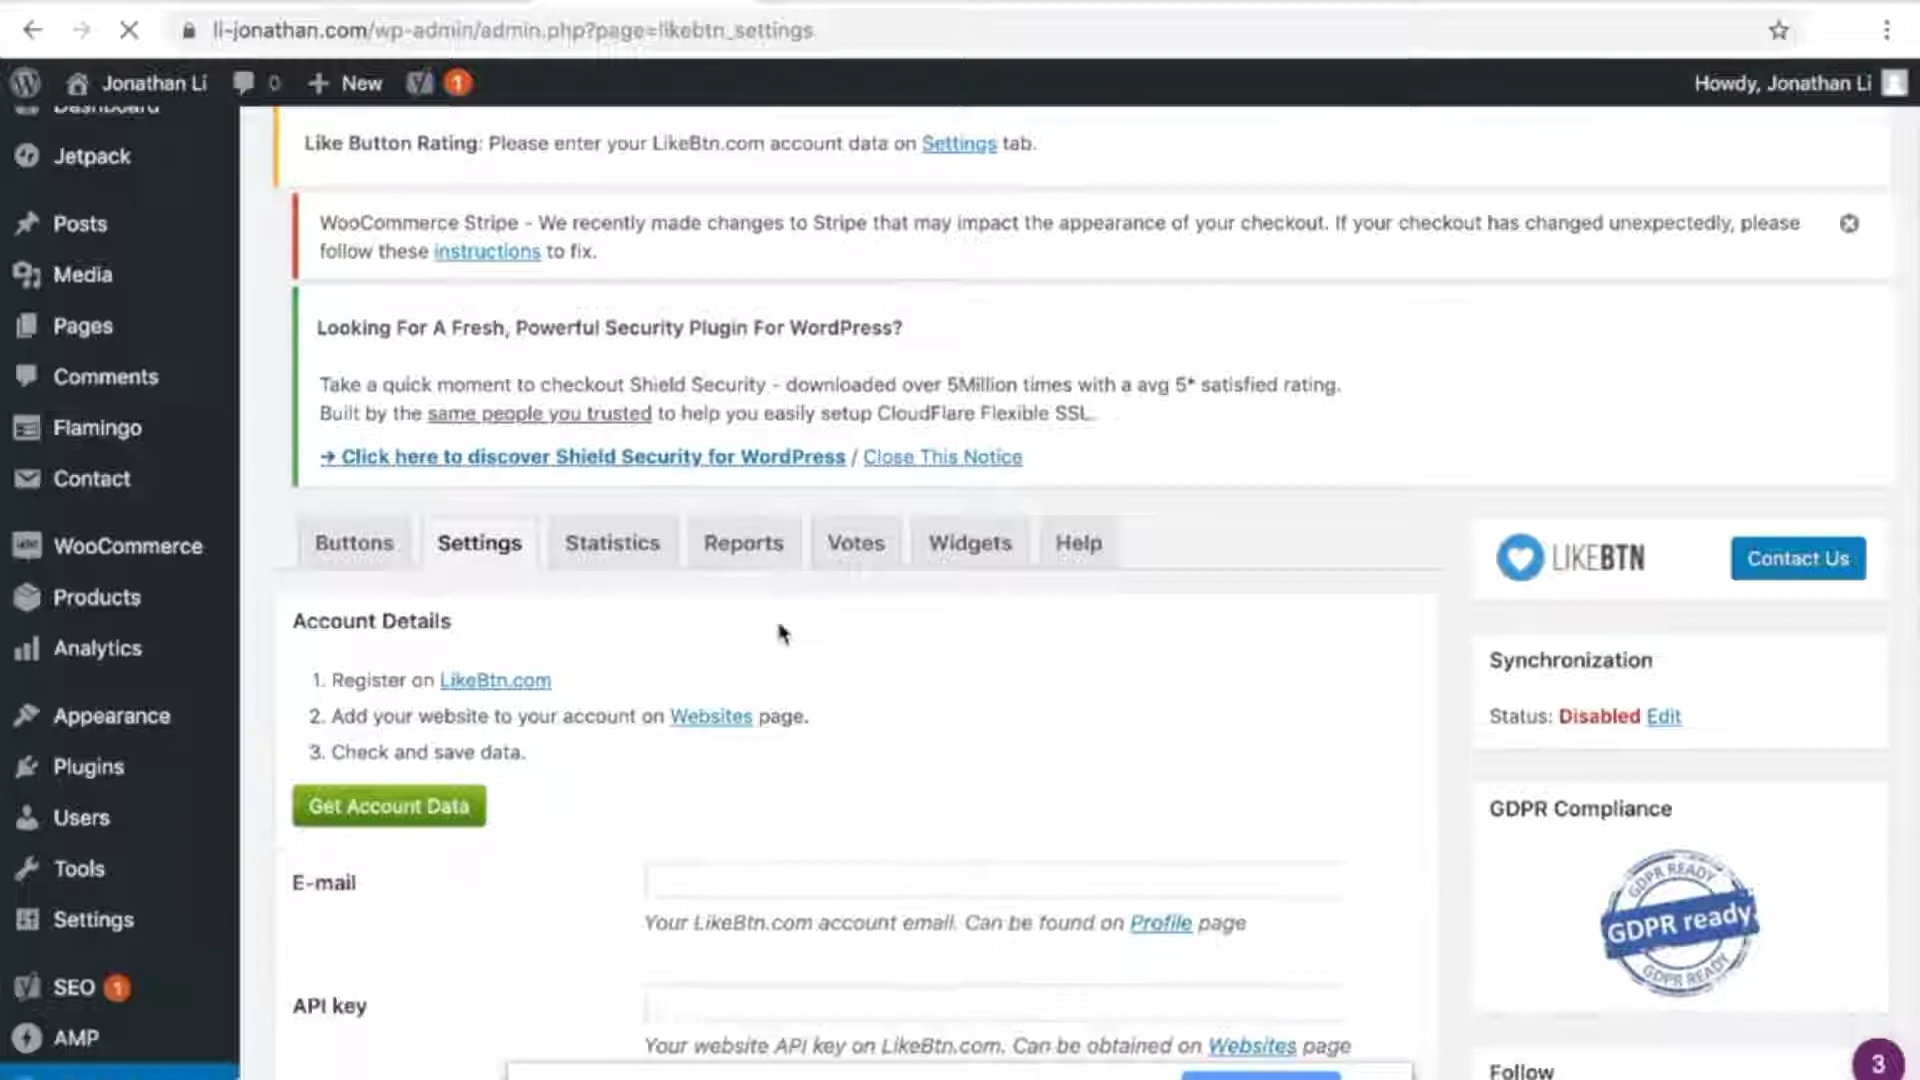 li-jonathan.com/wp-admin/admin.php?page=likebtn_settings
Jonathan Li
0
New
1
Howdy, Jonathan Li
Dashboard
Jetpack
Posts
Media
Pages
Comments
Flamingo
Contact
WooCommerce
Products
Analytics
Appearance
Plugins
Users
Tools
Settings
SEO 1
AMP
Like Button Rating: Please enter your LikeBtn.com account data on Settings tab.
WooCommerce Stripe - We recently made changes to Stripe that may impact the appearance of your checkout. If your checkout has changed unexpectedly, please
follow these instructions to fix.
Looking For A Fresh, Powerful Security Plugin For WordPress?
Take a quick moment to checkout Shield Security - downloaded over 5Million times with a avg 5* satisfied rating.
Built by the same people you trusted to help you easily setup CloudFlare Flexible SSL.
→ Click here to discover Shield Security for WordPress / Close This Notice
Buttons
Settings
Statistics
Reports
Votes
Widgets
Help
Account Details
1. Register on LikeBtn.com
2. Add your website to your account on Websites page.
3. Check and save data.
Get Account Data
E-mail
Your LikeBtn.com account email. Can be found on Profile page
API key
Your website API key on LikeBtn.com. Can be obtained on Websites page
LIKEBTN
Contact Us
Synchronization
Status: Disabled Edit
GDPR Compliance
GDPR READY
GDPR ready
GDPR READY
Follow
3